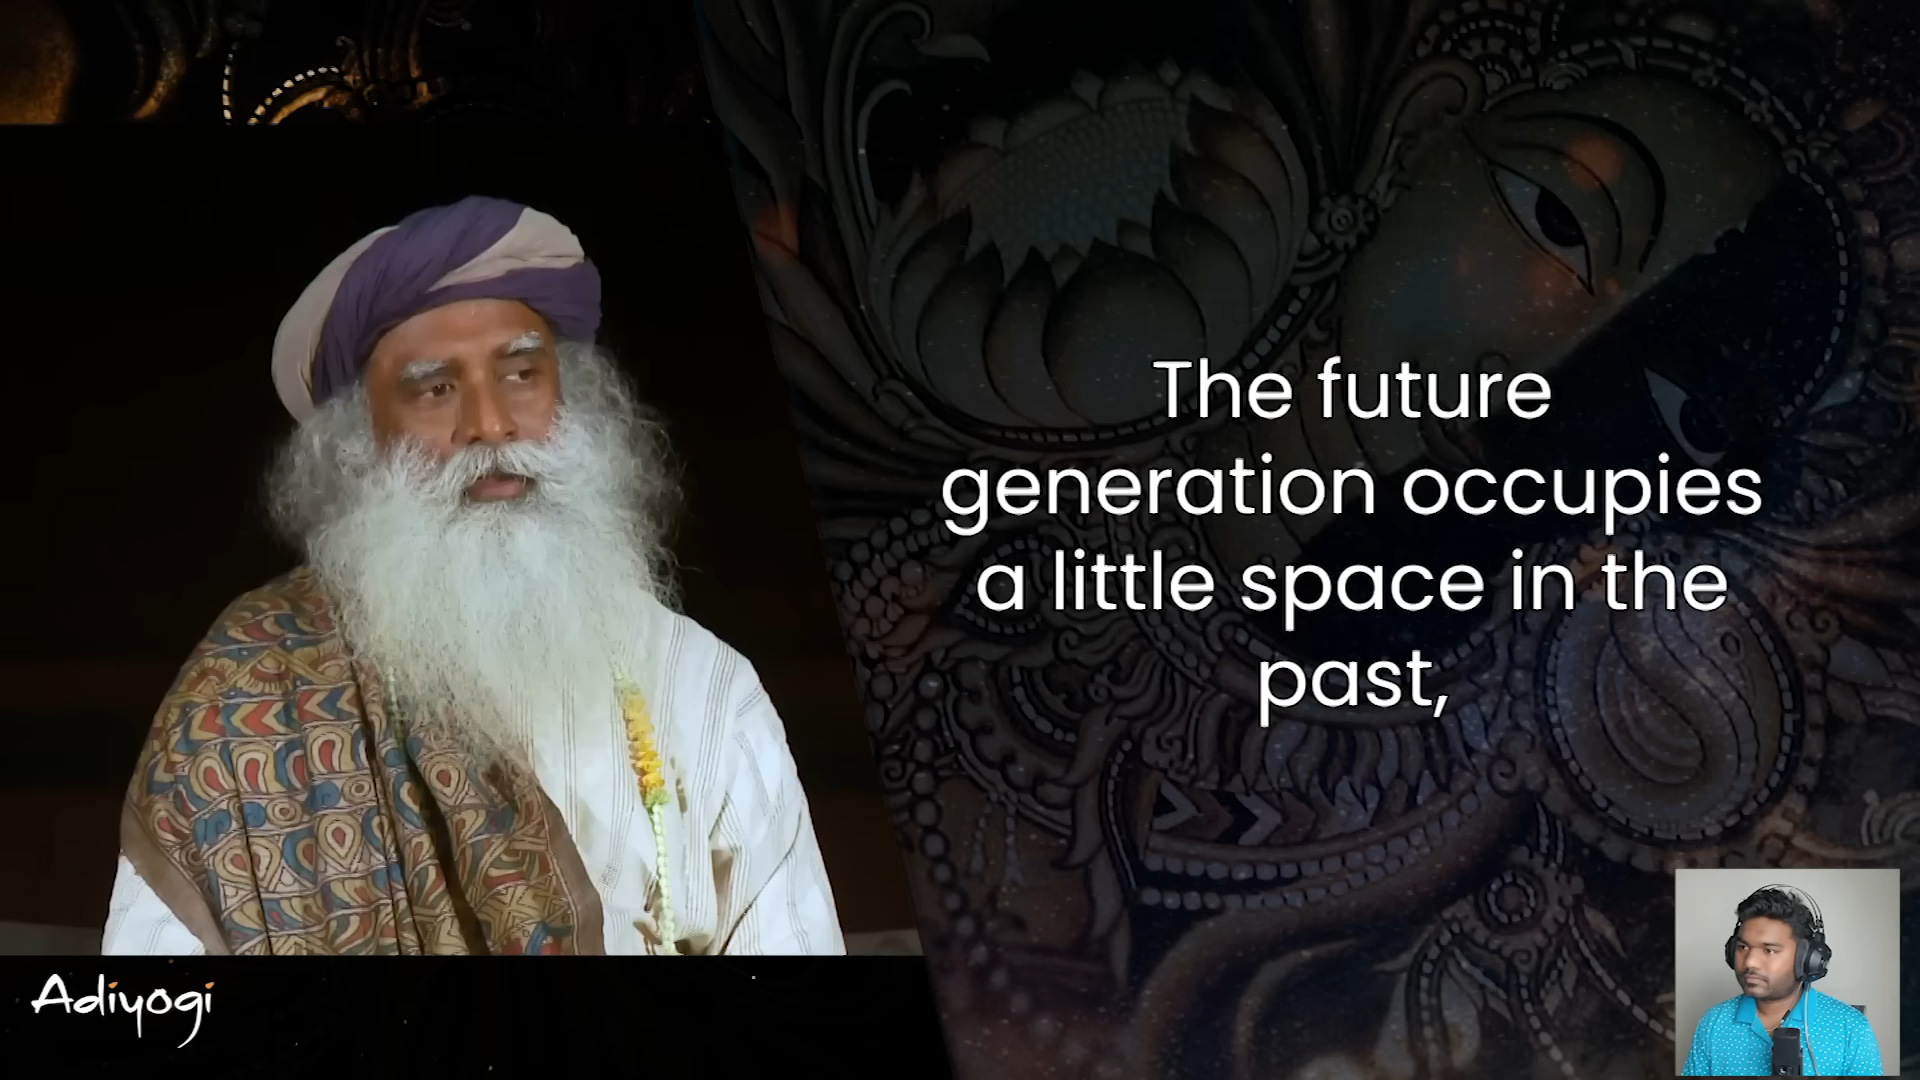 The future
generation occupies
a little space in the
past,
Adiyogi